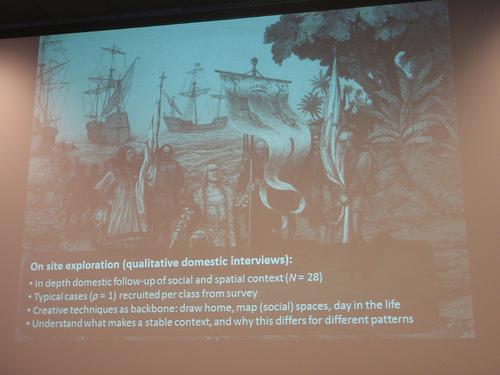 On site exploration (qualitative domestic interviews):
• In depth domestic follow-up of social and spatial context (N = 28)
• Typical cases (p = 1) recruited per class from survey
• Creative techniques as backbone: draw home, map (social) spaces, day in the life
• Understand what makes a stable context, and why this differs for different patterns